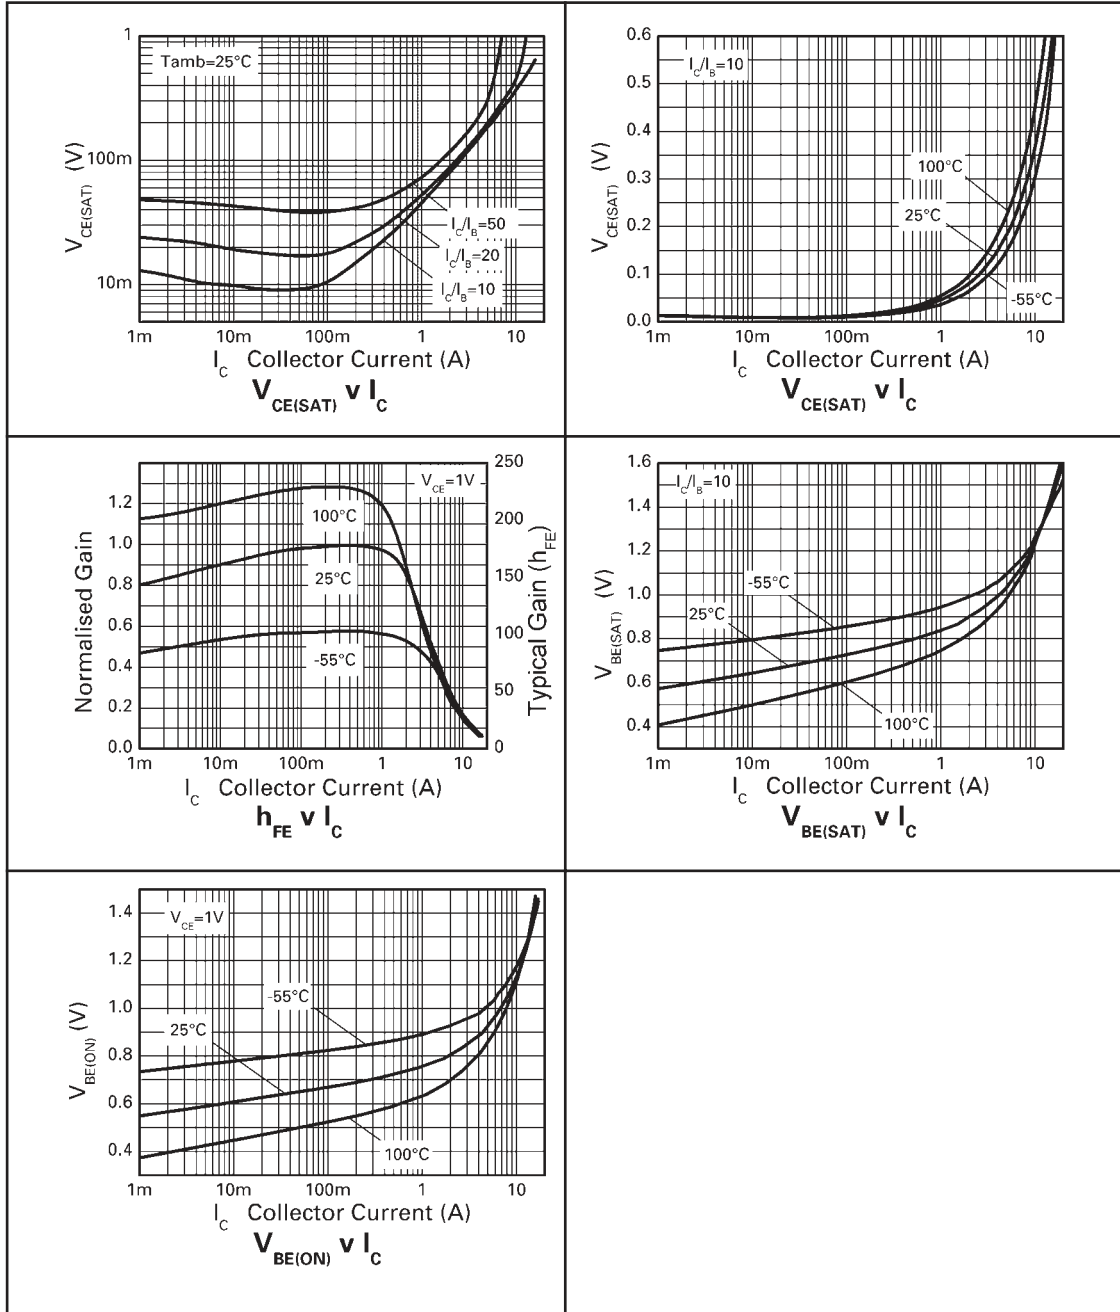 Tamb=25°C
1
100m
10m
V_CE(SAT) (V)
I_C/I_B=50
I_C/I_B=20
I_C/I_B=10
1m 10m 100m 1 10
I_C Collector Current (A)
V_CE(SAT) v I_C
I_C/I_B=10
0.6
0.5
0.4
0.3
0.2
0.1
0.0
V_CE(SAT) (V)
100°C
25°C
-55°C
1m 10m 100m 1 10
I_C Collector Current (A)
V_CE(SAT) v I_C
V_CE=1V
1.2
1.0
0.8
0.6
0.4
0.2
0.0
Normalised Gain
100°C
25°C
-55°C
250
200
150
100
50
0
Typical Gain (h_FE)
1m 10m 100m 1 10
I_C Collector Current (A)
h_FE v I_C
I_C/I_B=10
1.6
1.4
1.2
1.0
0.8
0.6
0.4
V_BE(SAT) (V)
-55°C
25°C
100°C
1m 10m 100m 1 10
I_C Collector Current (A)
V_BE(SAT) v I_C
V_CE=1V
1.4
1.2
1.0
0.8
0.6
0.4
V_BE(ON) (V)
-55°C
25°C
100°C
1m 10m 100m 1 10
I_C Collector Current (A)
V_BE(ON) v I_C